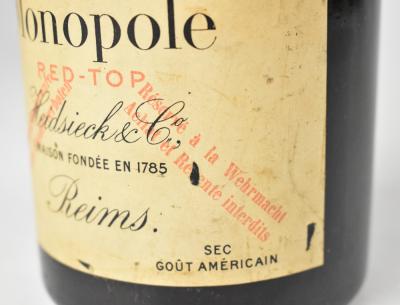 Monopole
RED-TOP
Heidsieck & Cº
MAISON FONDÉE EN 1785
Reims.
Réservé à la Wehrmacht
Achat et Revente interdits
SEC
GOÛT AMÉRICAIN